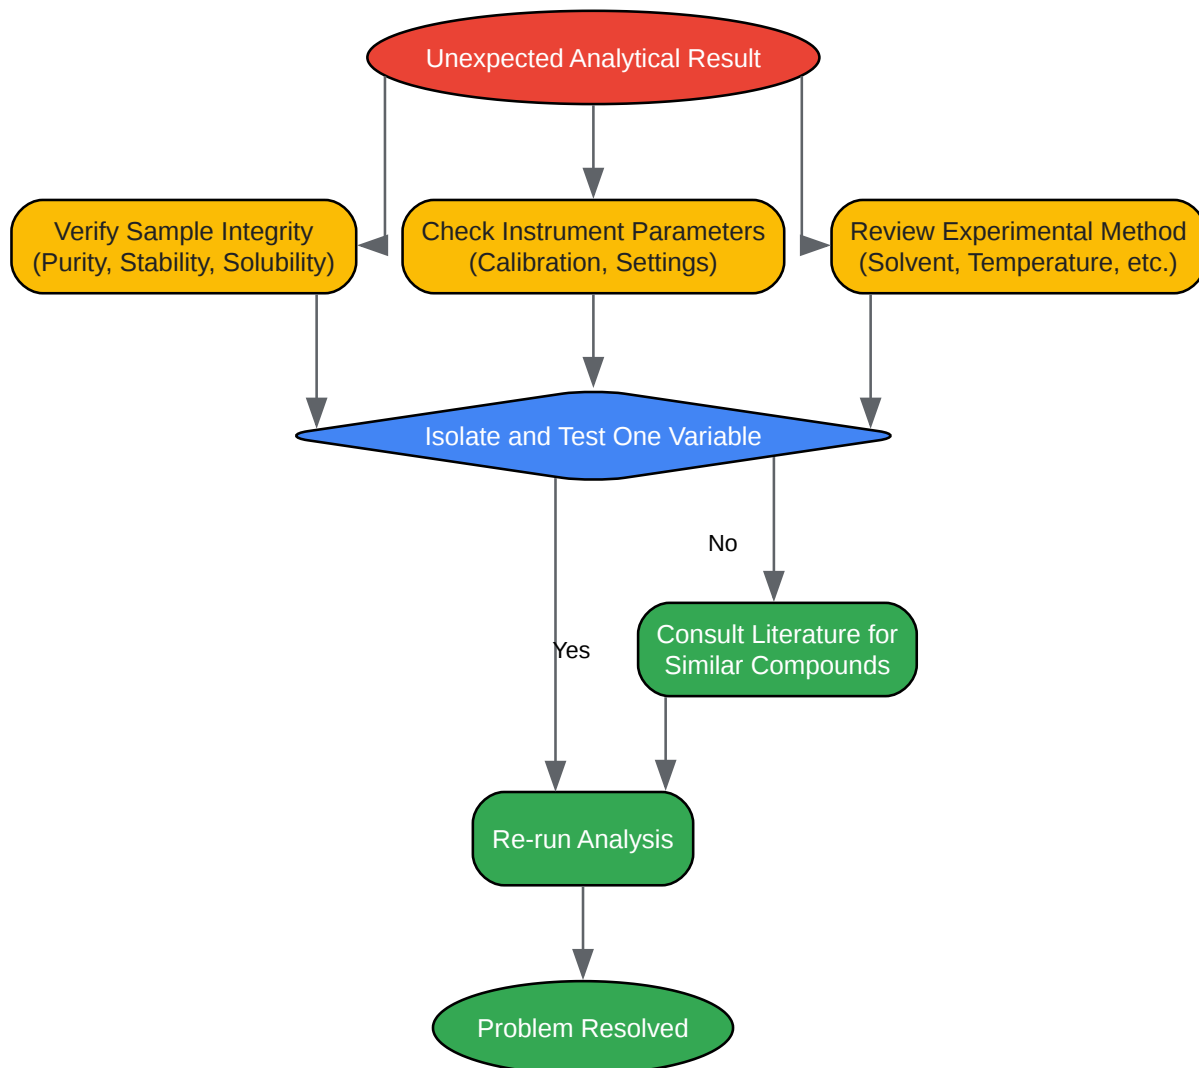 Unexpected Analytical Result
Verify Sample Integrity
(Purity, Stability, Solubility)
Check Instrument Parameters
(Calibration, Settings)
Review Experimental Method
(Solvent, Temperature, etc.)
Isolate and Test One Variable
No
Consult Literature for
Similar Compounds
Yes
Re-run Analysis
Problem Resolved